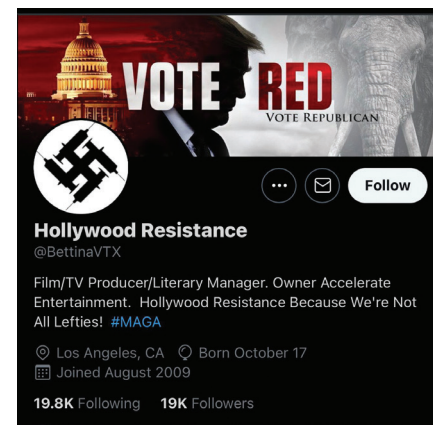 VOTE RED
VOTE REPUBLICAN
Follow
Hollywood Resistance
@BettinaVTX
Film/TV Producer/Literary Manager. Owner Accelerate
Entertainment. Hollywood Resistance Because We're Not
All Lefties! #MAGA
Los Angeles, CA Born October 17
Joined August 2009
19.8K Following 19K Followers